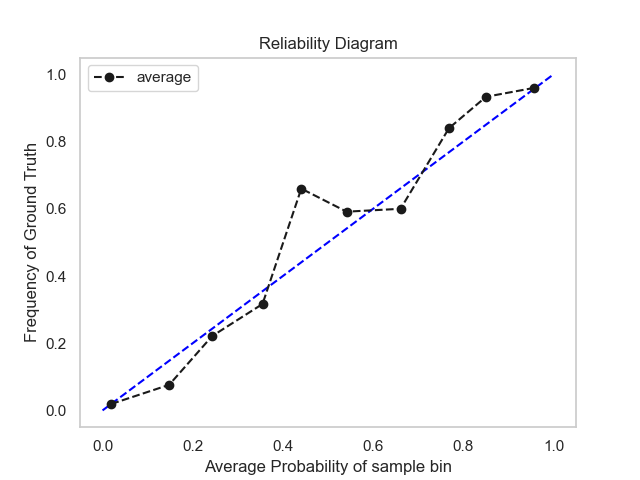 Reliability Diagram
average
Frequency of Ground Truth
1.0
0.8
0.6
0.4
0.2
0.0
0.0 0.2 0.4 0.6 0.8 1.0
Average Probability of sample bin